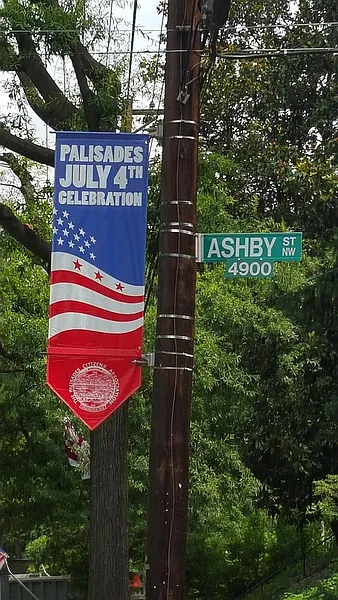 PALISADES
JULY 4TH
CELEBRATION
ASHBY ST
NW
4900